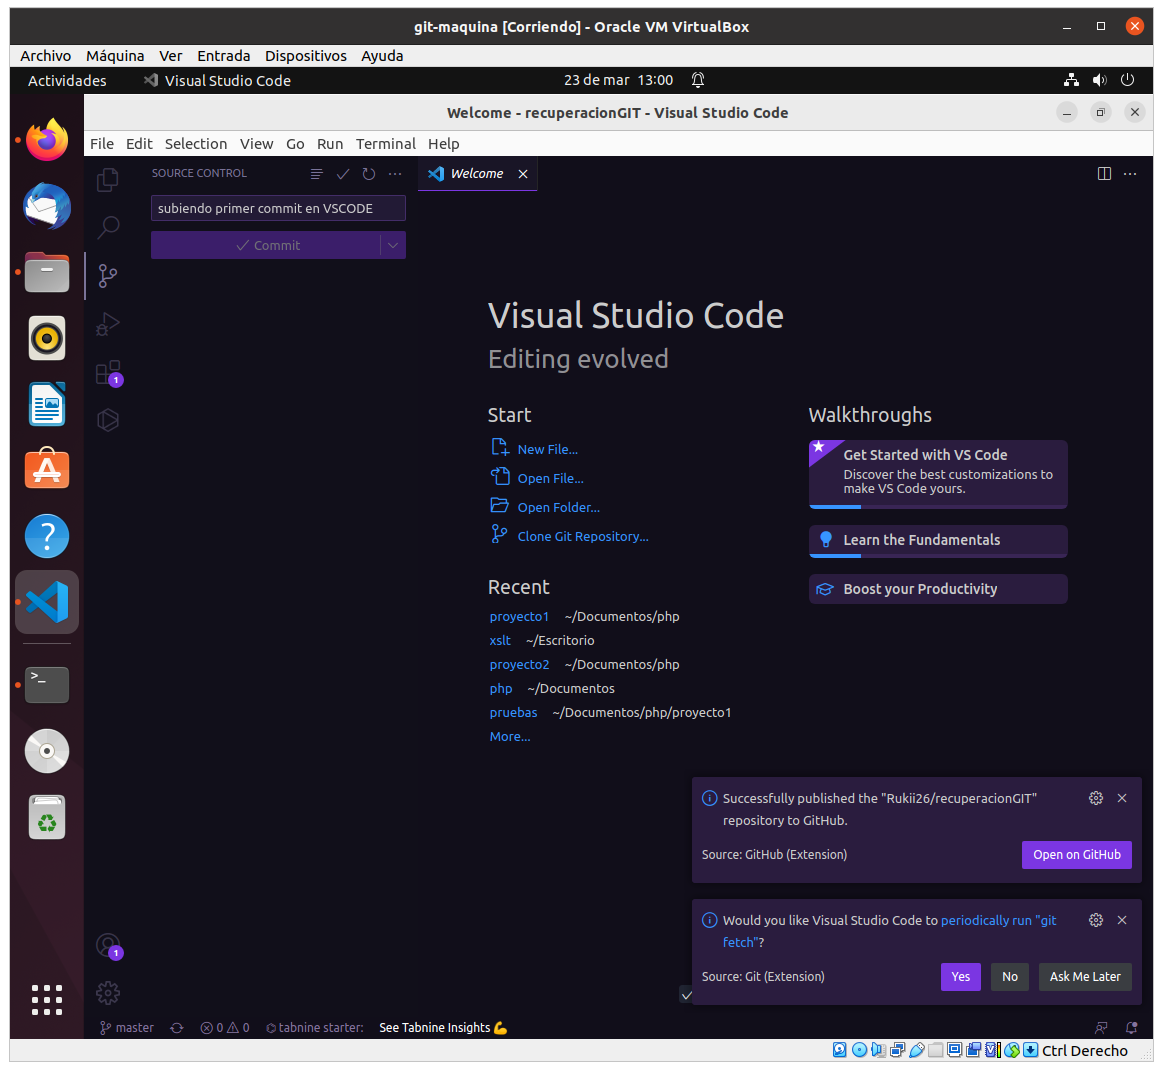 git-maquina [Corriendo] - Oracle VM VirtualBox
Archivo Máquina Ver Entrada Dispositivos Ayuda
Actividades Visual Studio Code 23 de mar 13:00
Welcome - recuperacionGIT - Visual Studio Code
File Edit Selection View Go Run Terminal Help
SOURCE CONTROL
Welcome
subiendo primer commit en VSCODE
Commit
Visual Studio Code
Editing evolved
Start
New File...
Open File...
Open Folder...
Clone Git Repository...
Recent
proyecto1 ~/Documentos/php
xslt ~/Escritorio
proyecto2 ~/Documentos/php
php ~/Documentos
pruebas ~/Documentos/php/proyecto1
More...
Walkthroughs
Get Started with VS Code
Discover the best customizations to
make VS Code yours.
Learn the Fundamentals
Boost your Productivity
1
Successfully published the "Rukii26/recuperacionGIT"
repository to GitHub.
Source: GitHub (Extension)
Open on GitHub
Would you like Visual Studio Code to periodically run "git
fetch"?
Source: Git (Extension)
Yes No Ask Me Later
1
master 0 0 tabnine starter: See Tabnine Insights 💪
Ctrl Derecho